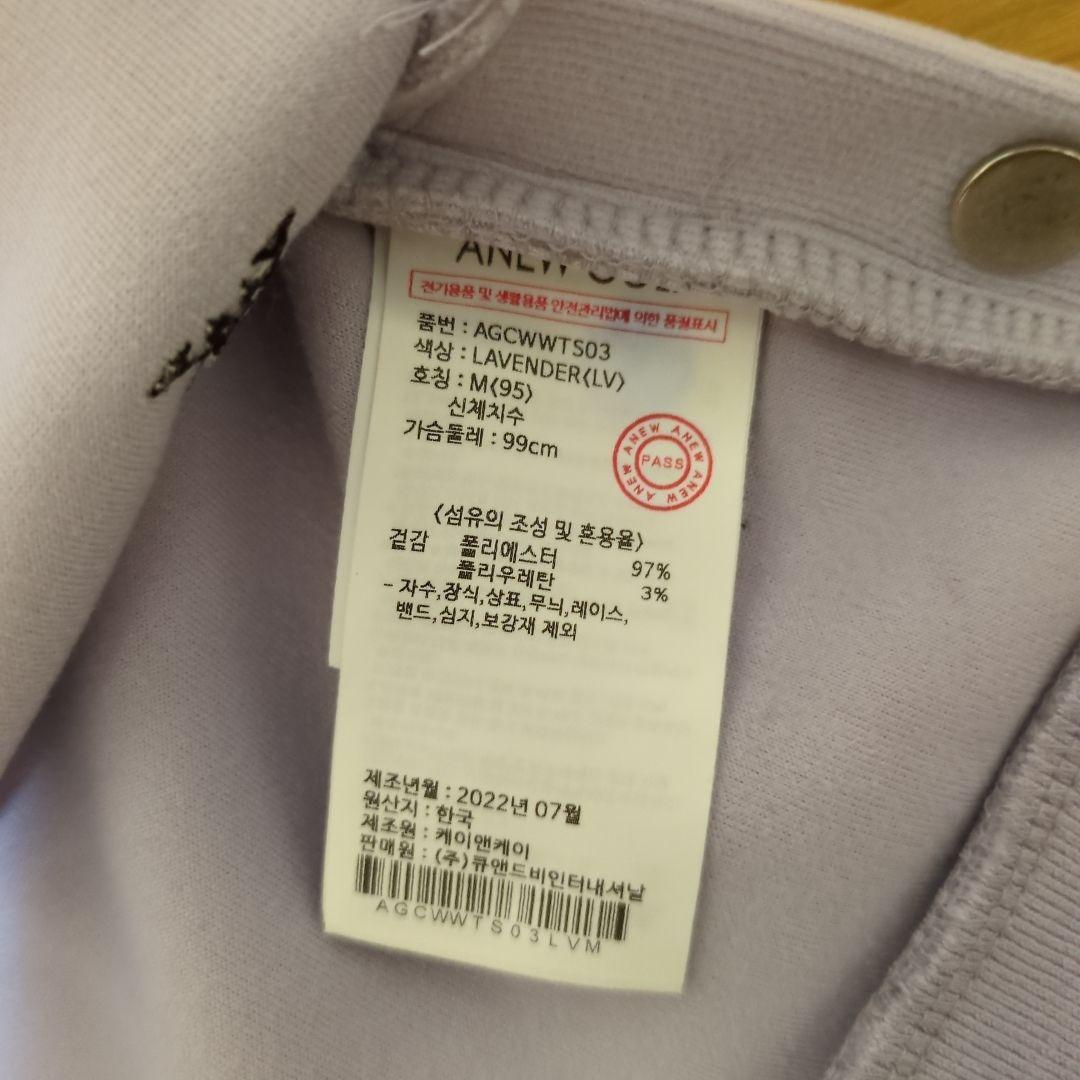 ANEW
전기용품 및 생활용품 안전관리법에 의한 품질표시
품번 : AGCWWTS03
색상 : LAVENDER(LV)
호칭 : M(95)
신체치수
가슴둘레 : 99cm
ANEW ANEW ANEW ANEW
PASS
(섬유의 조성 및 혼용율)
겉감 폴리에스터 97%
폴리우레탄 3%
- 자수,장식,상표,무늬,레이스,
밴드,심지,보강재 제외
제조년월 : 2022년 07월
원산지 : 한국
제조원 : 케이앤케이
판매원 : (주)큐앤드비인터내셔날
AGCWWTS03LVM